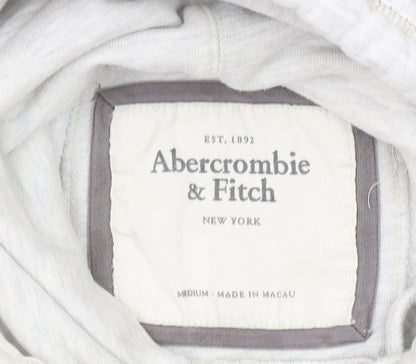 EST. 1892
Abercrombie
& Fitch
NEW YORK
MEDIUM - MADE IN MACAU